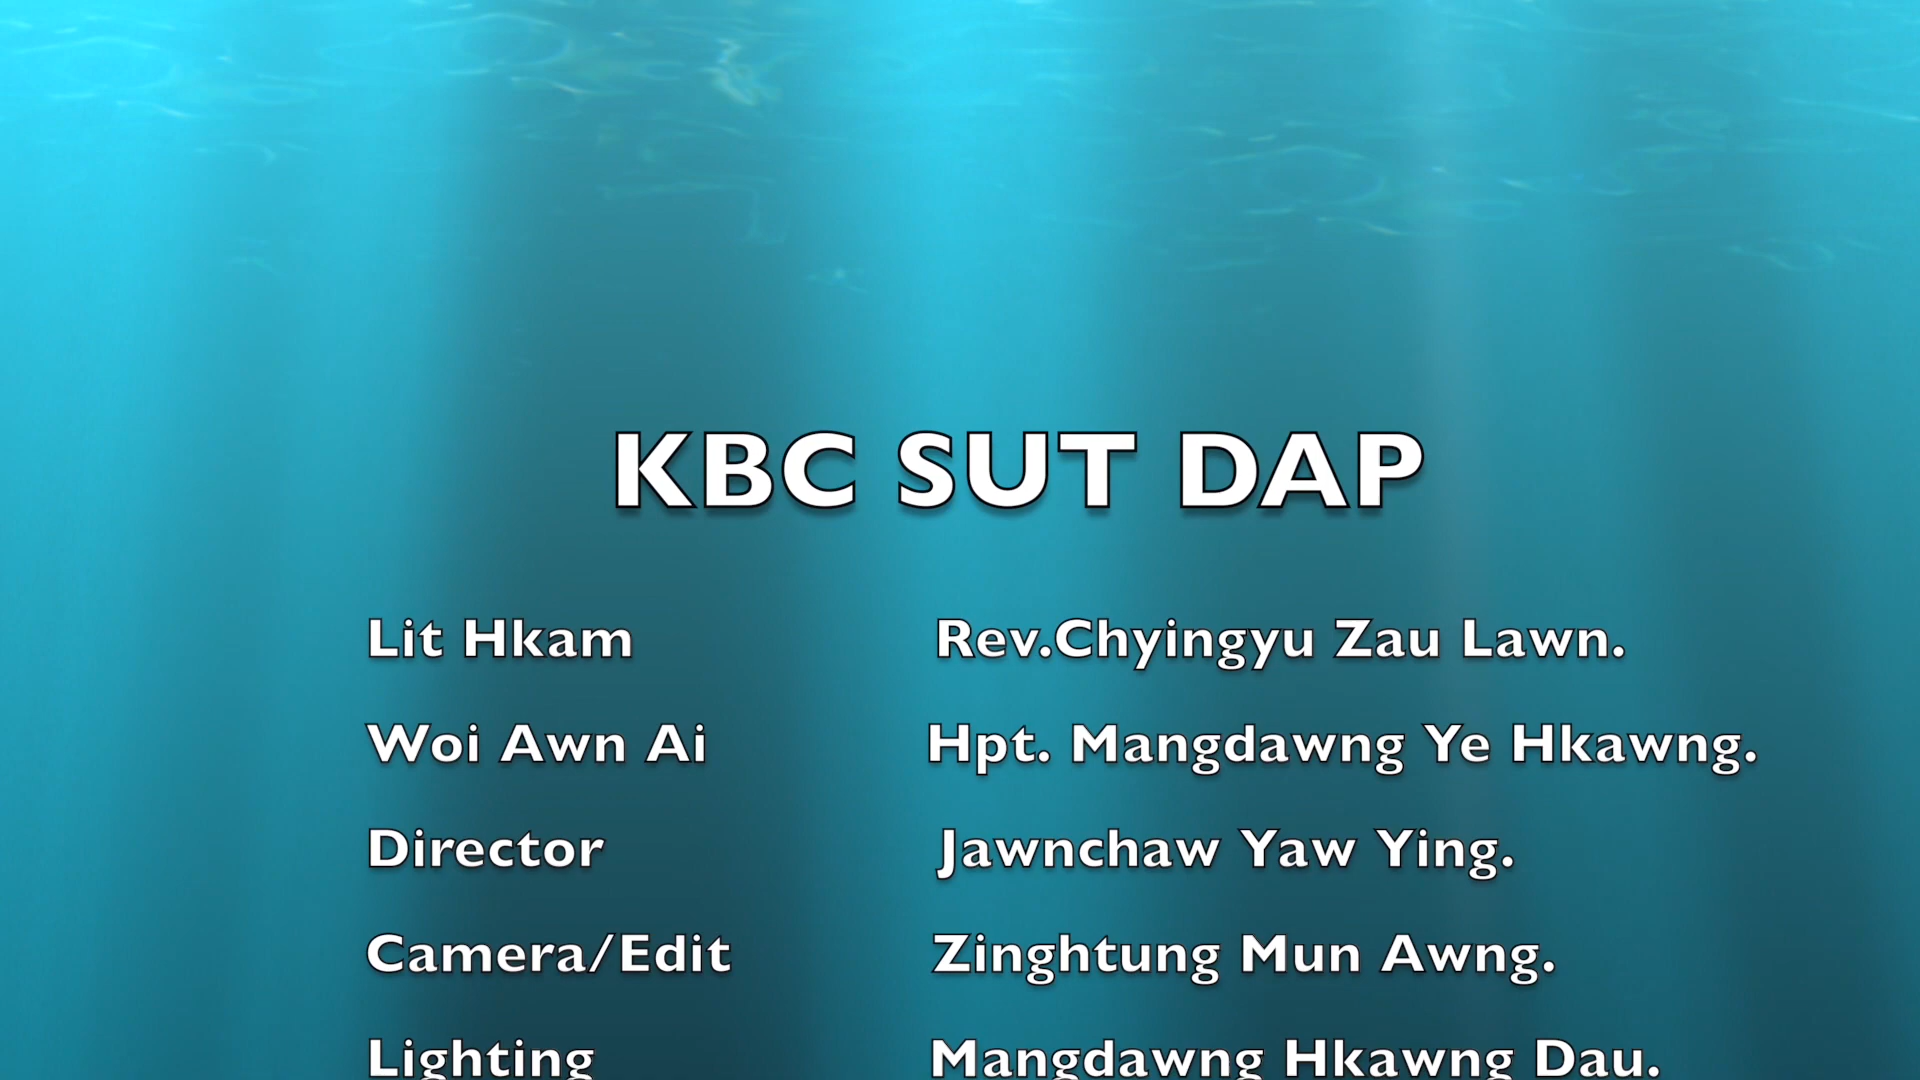 KBC SUT DAP
Lit Hkam Rev.Chyingyu Zau Lawn.
Woi Awn Ai Hpt. Mangdawng Ye Hkawng.
Director Jawnchaw Yaw Ying.
Camera/Edit Zinghtung Mun Awng.
Lighting Mangdawng Hkawng Dau.